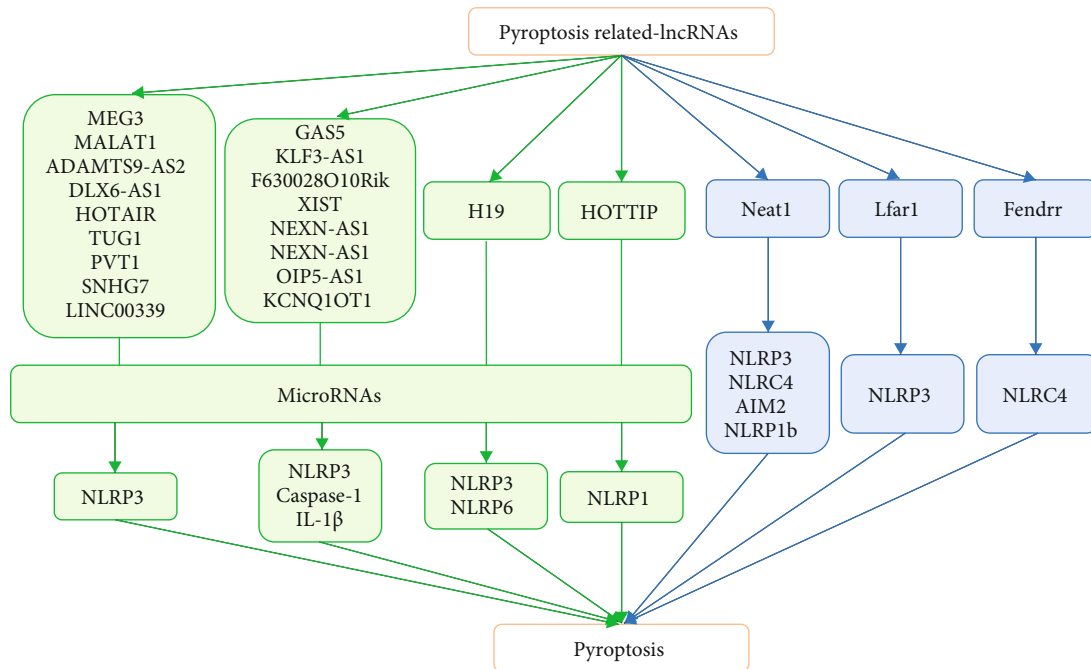 Pyroptosis related-lncRNAs
MEG3
MALAT1
ADAMTS9-AS2
DLX6-AS1
HOTAIR
TUG1
PVT1
SNHG7
LINC00339
GAS5
KLF3-AS1
F630028O10Rik
XIST
NEXN-AS1
NEXN-AS1
OIP5-AS1
KCNQ1OT1
H19
HOTTIP
Neat1
Lfar1
Fendrr
MicroRNAs
NLRP3
NLRC4
AIM2
NLRP1b
NLRP3
NLRC4
NLRP3
NLRP3
Caspase-1
IL-1β
NLRP3
NLRP6
NLRP1
Pyroptosis